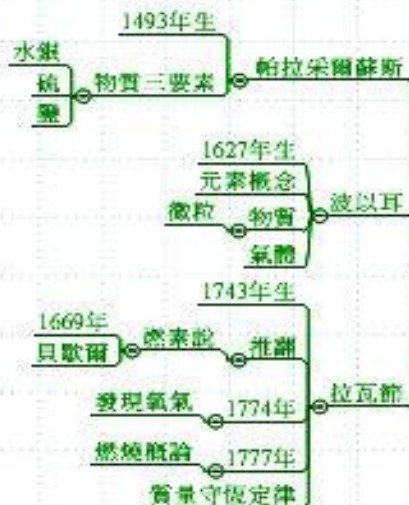 1493年生
水銀
硫
鹽
物質三要素
帕拉采爾蘇斯
1627年生
元素概念
微粒
物質
氣體
波以耳
1743年生
1669年
貝歇爾
燃素說
推翻
發現氧氣
1774年
燃燒概論
1777年
質量守恆定律
拉瓦節